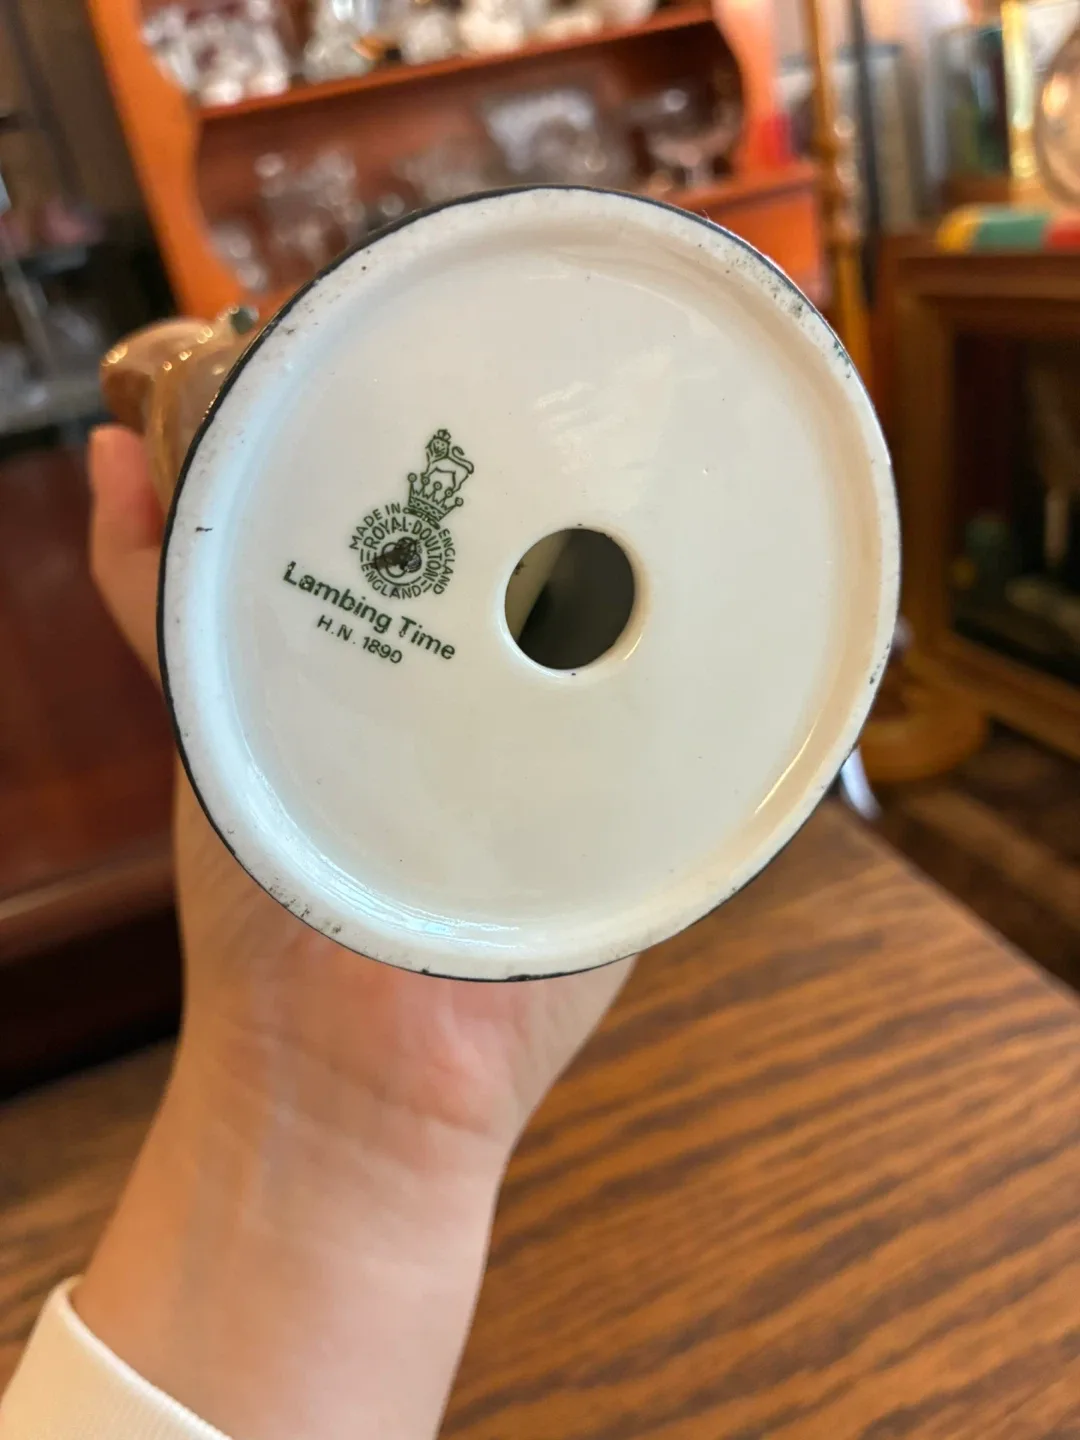 MADE IN ENGLAND
ROYAL·DOULTON
ENGLAND
Lambing Time
H.N. 1890